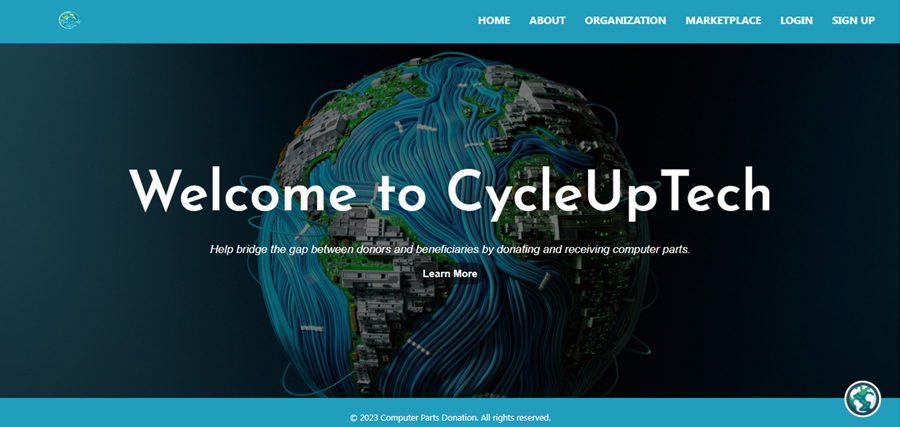 HOME ABOUT ORGANIZATION MARKETPLACE LOGIN SIGN UP
Welcome to CycleUpTech
Help bridge the gap between donors and beneficiaries by donating and receiving computer parts.
Learn More
© 2023 Computer Parts Donation. All rights reserved.